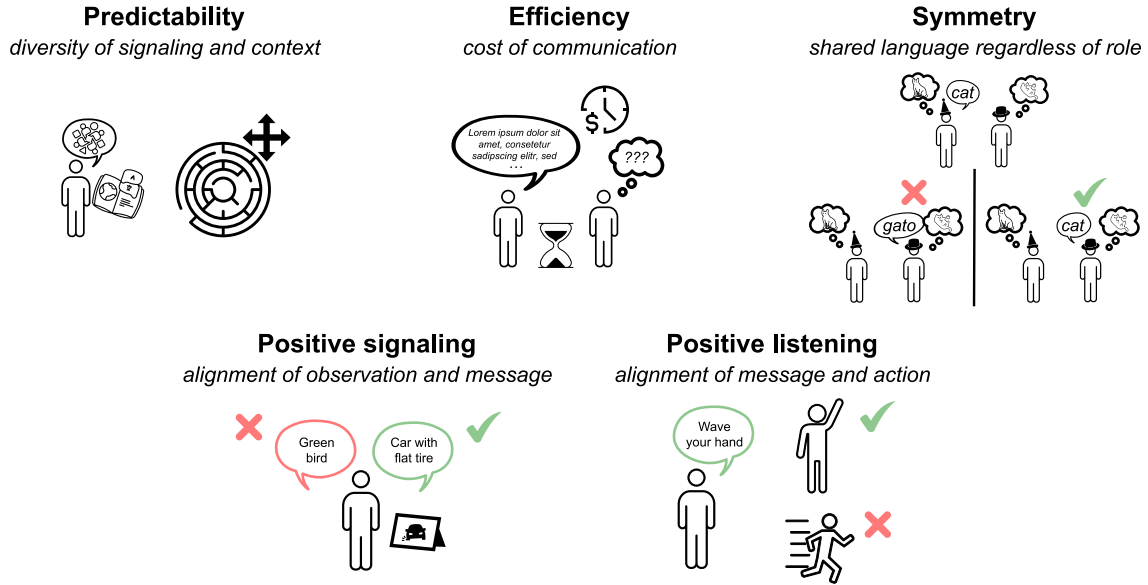 Predictability
diversity of signaling and context
Efficiency
cost of communication
Lorem ipsum dolor sit
amet, consetetur
sadipscing elitr, sed
...
$
???
Symmetry
shared language regardless of role
cat
gato
cat
Positive signaling
alignment of observation and message
Green
bird
Car with
flat tire
Positive listening
alignment of message and action
Wave
your hand